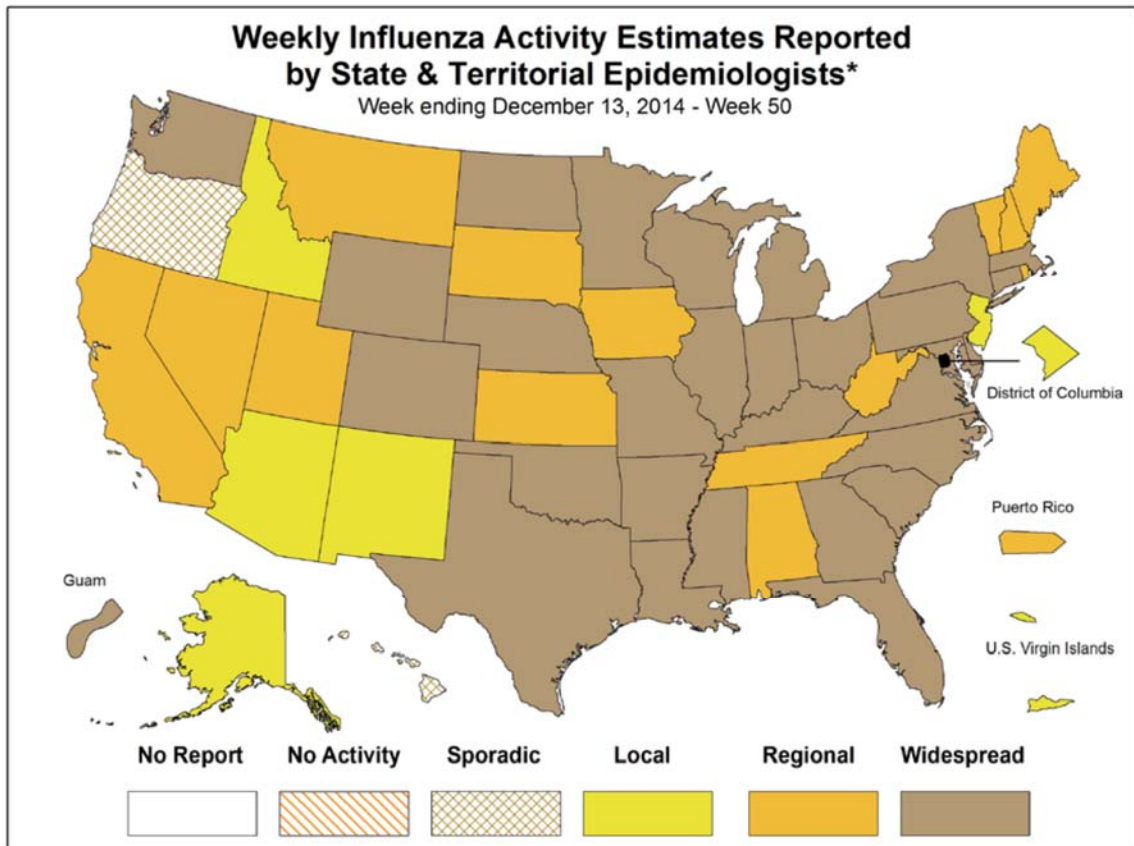 Weekly Influenza Activity Estimates Reported
by State & Territorial Epidemiologists*
Week ending December 13, 2014 - Week 50
District of Columbia
Puerto Rico
Guam
U.S. Virgin Islands
No Report No Activity Sporadic Local Regional Widespread